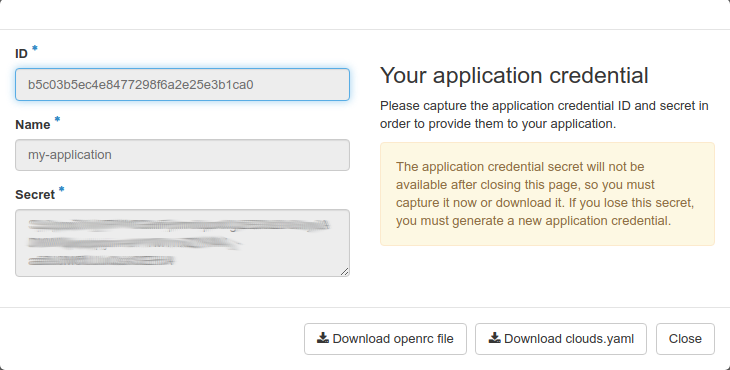 ID *
b5c03b5ec4e8477298f6a2e25e3b1ca0
Name *
my-application
Secret *
Your application credential
Please capture the application credential ID and secret in
order to provide them to your application.
The application credential secret will not be
available after closing this page, so you must
capture it now or download it. If you lose this secret,
you must generate a new application credential.
Download openrc file
Download clouds.yaml
Close